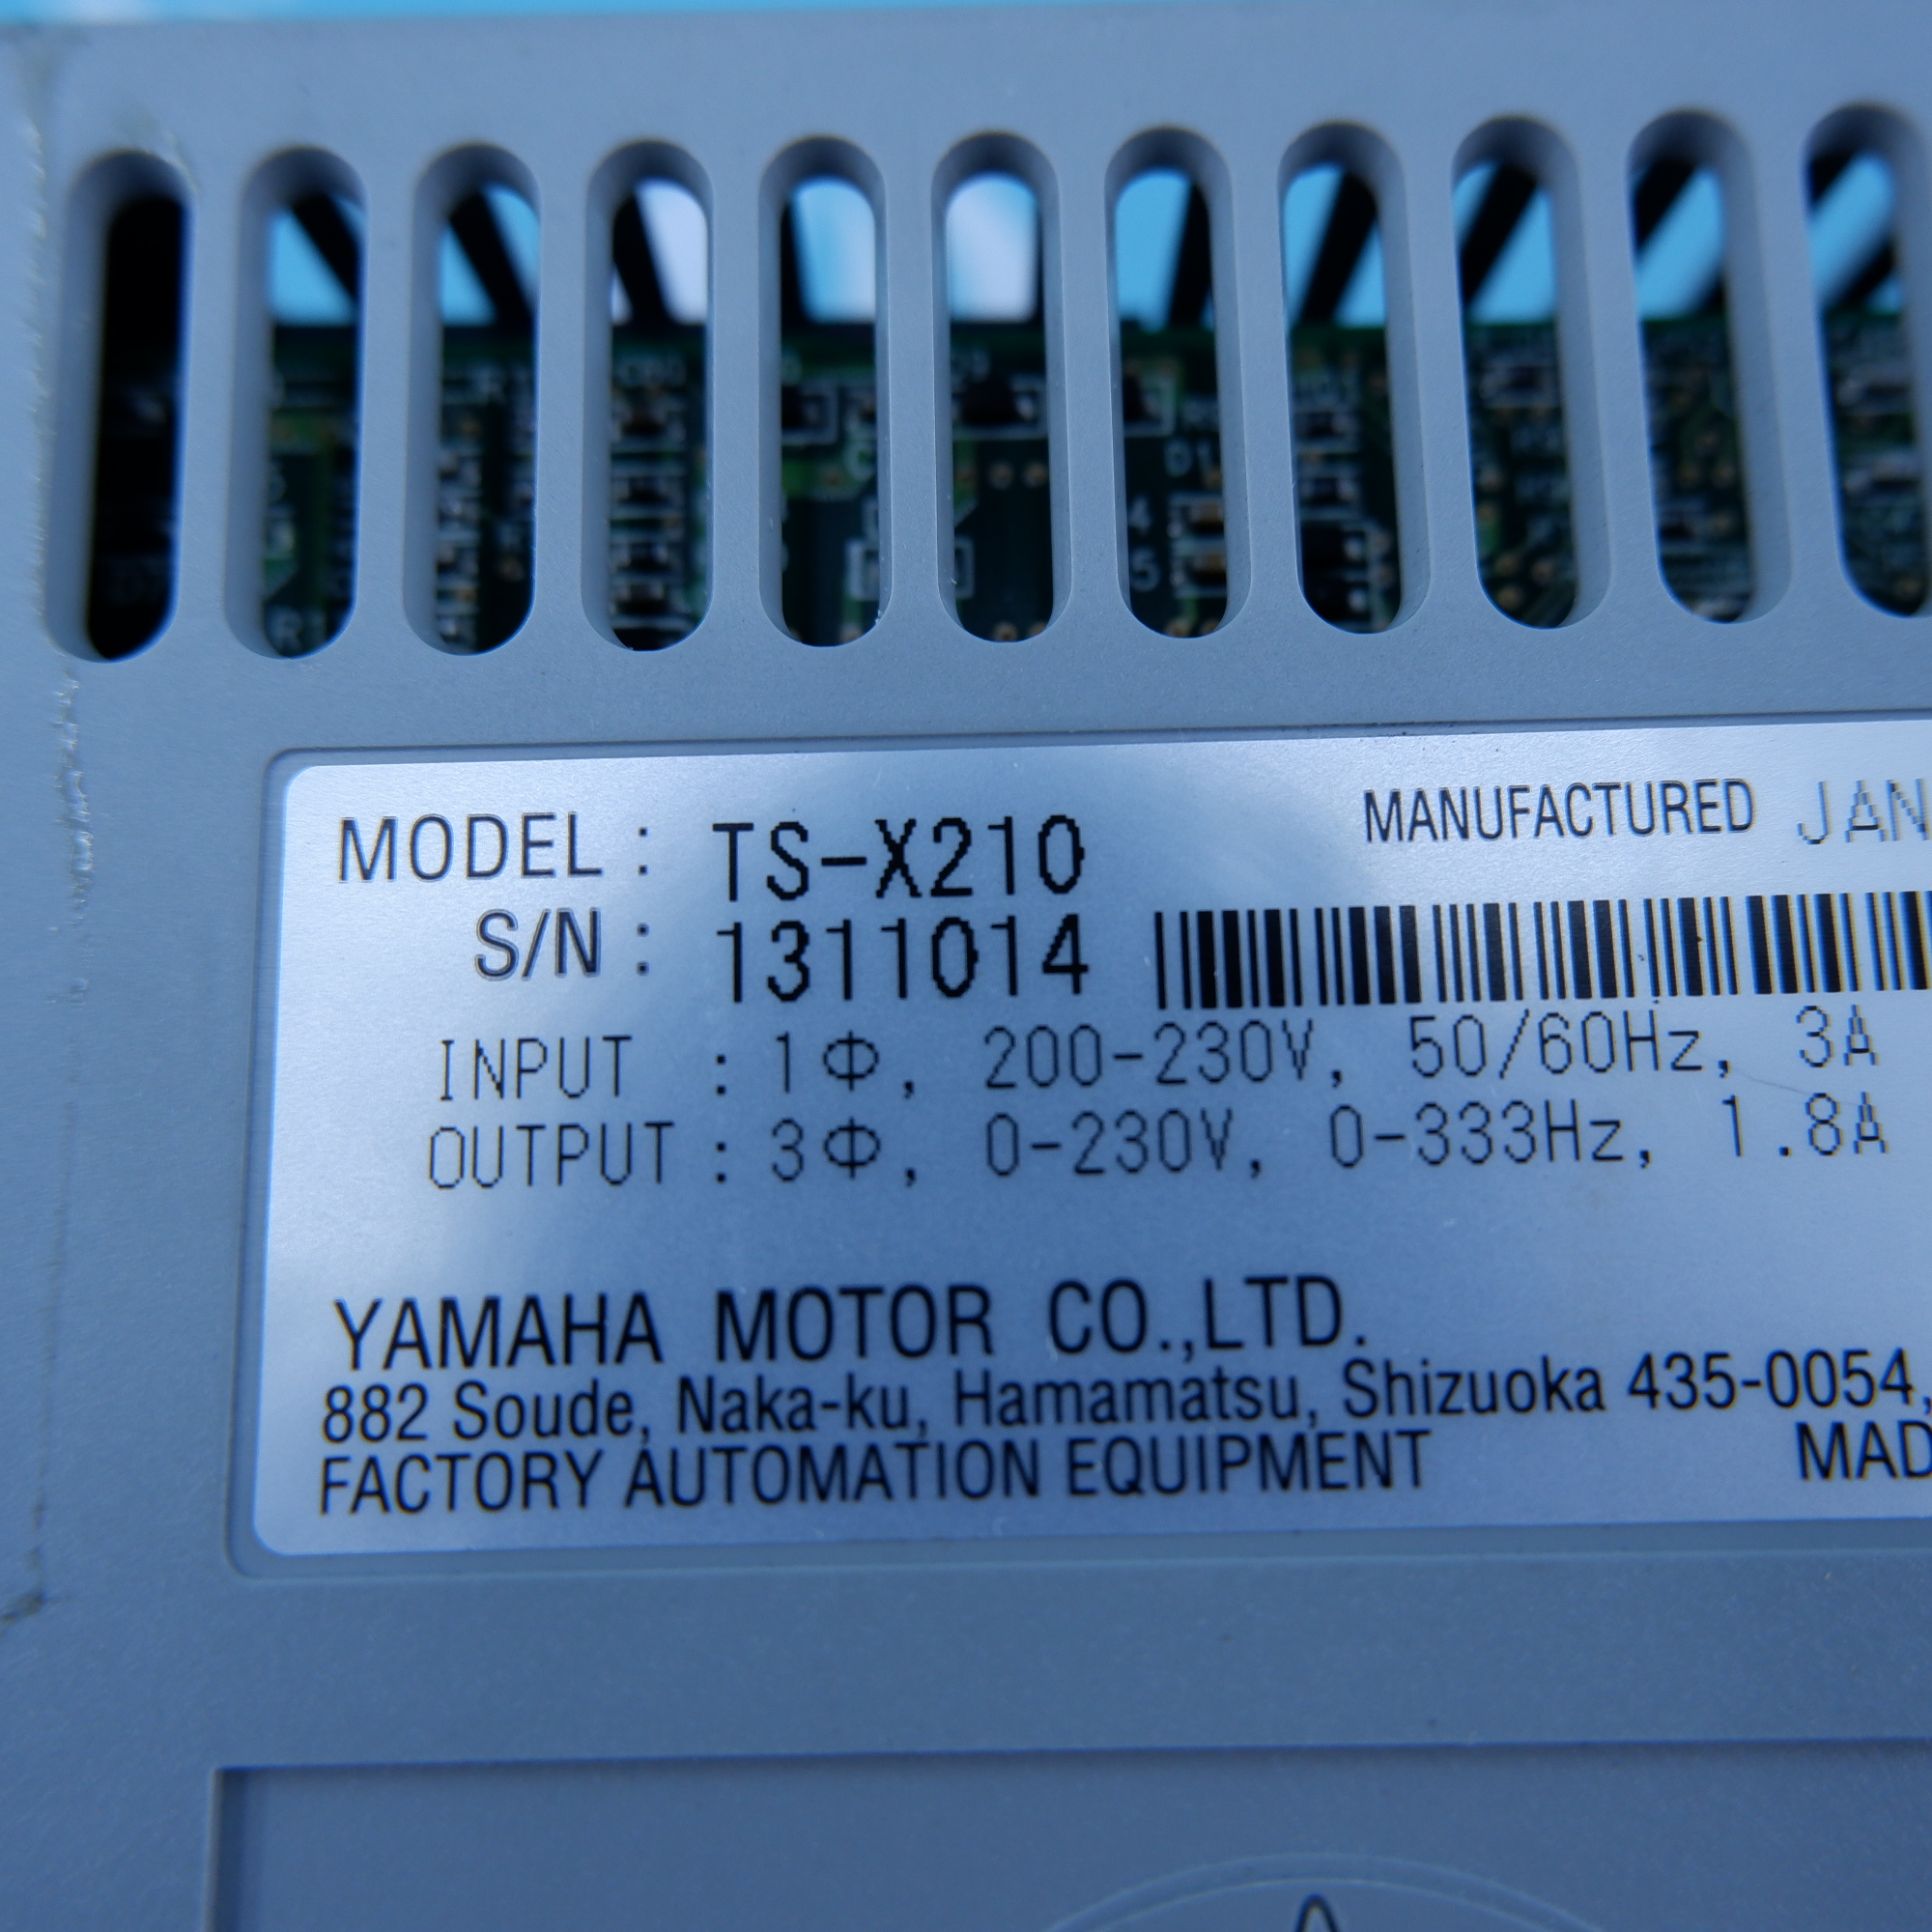 MODEL : TS-X210 MANUFACTURED JAN
S/N : 1311014
INPUT : 1Φ, 200-230V, 50/60Hz, 3A
OUTPUT : 3Φ, 0-230V, 0-333Hz, 1.8A
YAMAHA MOTOR CO.,LTD.
882 Soude, Naka-ku, Hamamatsu, Shizuoka 435-0054,
FACTORY AUTOMATION EQUIPMENT